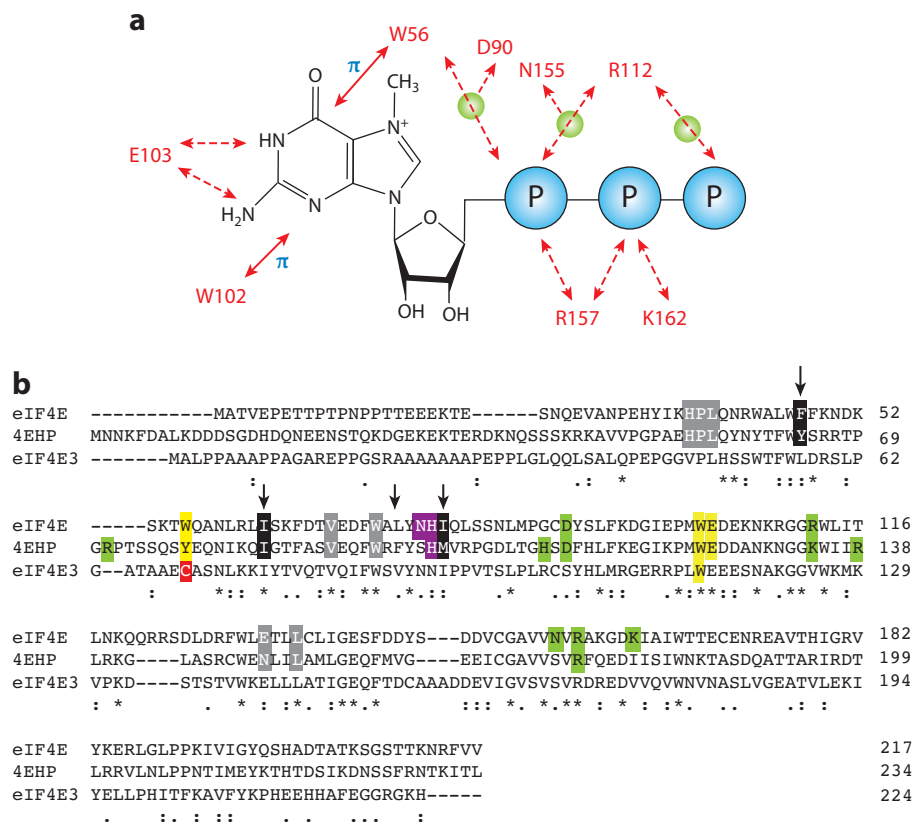 a
W56
D90
N155
R112
π
O
CH3
N+
HN
E103
H2N
N
N
O
P
P
P
π
W102
OH
OH
R157
K162
b
eIF4E ----------MATVEPETTPTPNPPTTEEEKTE------SNQEVANPEHYIKHPLQNRWALWFFKNDK 52
4EHP MNNKFDALKDDDSGDHDQNEENSTQKDGEKEKTERDKNQSSSKRKAVVPGPAEHPLQYNYTFWYSRRTP 69
eIF4E3 -------MALPPAAAPPAGAREPPGSRAAAAAAAPEPPLGLQQLSALQPEPGGVPLHSSWTFWLDRSLP 62
. : . . : **: :::* :
eIF4E -----SKTWQANLRLISKFDTVEDFWALYNHIQLSSNLMPGCDYSLFKDGIEPMWEDEKNKRGGRWLIT 116
4EHP GRPTSSQSYEQNIKQIGTFASVEQFWRFYSHMVRPGDLTGHSDFHLFKEGIKPMWEDDANKNGGKWIIR 138
eIF4E3 G--ATAAECASNLKKIYTVQTVQIFWSVYNNIPPVTSLPLRCSYHLMRGERRPLWEEESNAKGGVWKMK 129
: *:: * .. :*: ** .*.:: .* ..: *:: .*:**:: * .** * :
eIF4E LNKQQRRSDLDRFWLETLLCLIGESFDDYS---DDVCGAVVNVRAKGDKIAIWTTECENREAVTHIGRV 182
4EHP LRKG----LASRCWENLILAMLGEQFMVG----EEICGAVVSVRFQEDIISIWNKTASDQATTARIRDT 199
eIF4E3 VPKD----STSTVWKELLLATIGEQFTDCAAADDEVIGVSVSVRDREDVVQVWNVNASLVGEATVLEKI 194
: * . * : :*. :**.* :::  *. *.** : * : :*. .. .: :
eIF4E YKERLGLPPKIVIGYQSHADTATKSGSTTKNRFVV 217
4EHP LRRVLNLPPNTIMEYKTHTDSIKDNSSFRNTKITL 234
eIF4E3 YELLPHITFKAVFYKPHEEHHAFEGGRGKH----- 224
. :. : :: . .. :